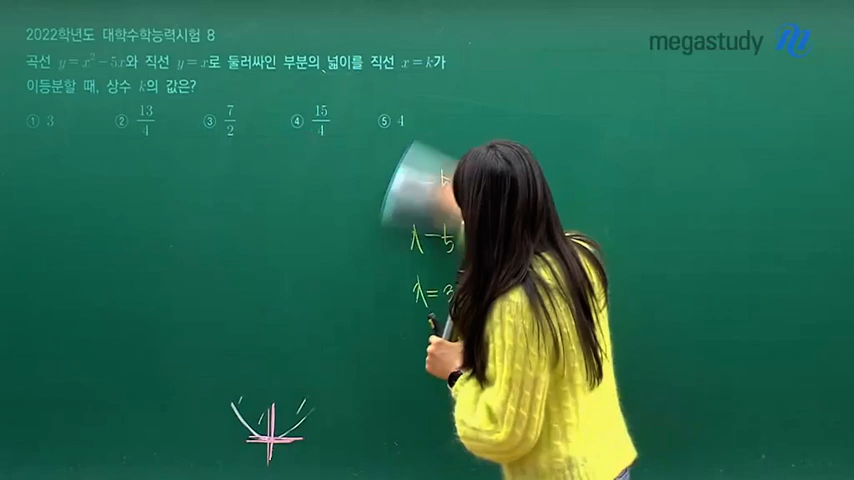 2022학년도 대학수학능력시험 8
megastudy
곡선 y=x²-5x와 직선 y=x로 둘러싸인 부분의 넓이를 직선 x=k가
이등분할 때, 상수 k의 값은?
① 3 ② 13/4 ③ 7/2 ④ 15/4 ⑤ 4
x-5
x=3